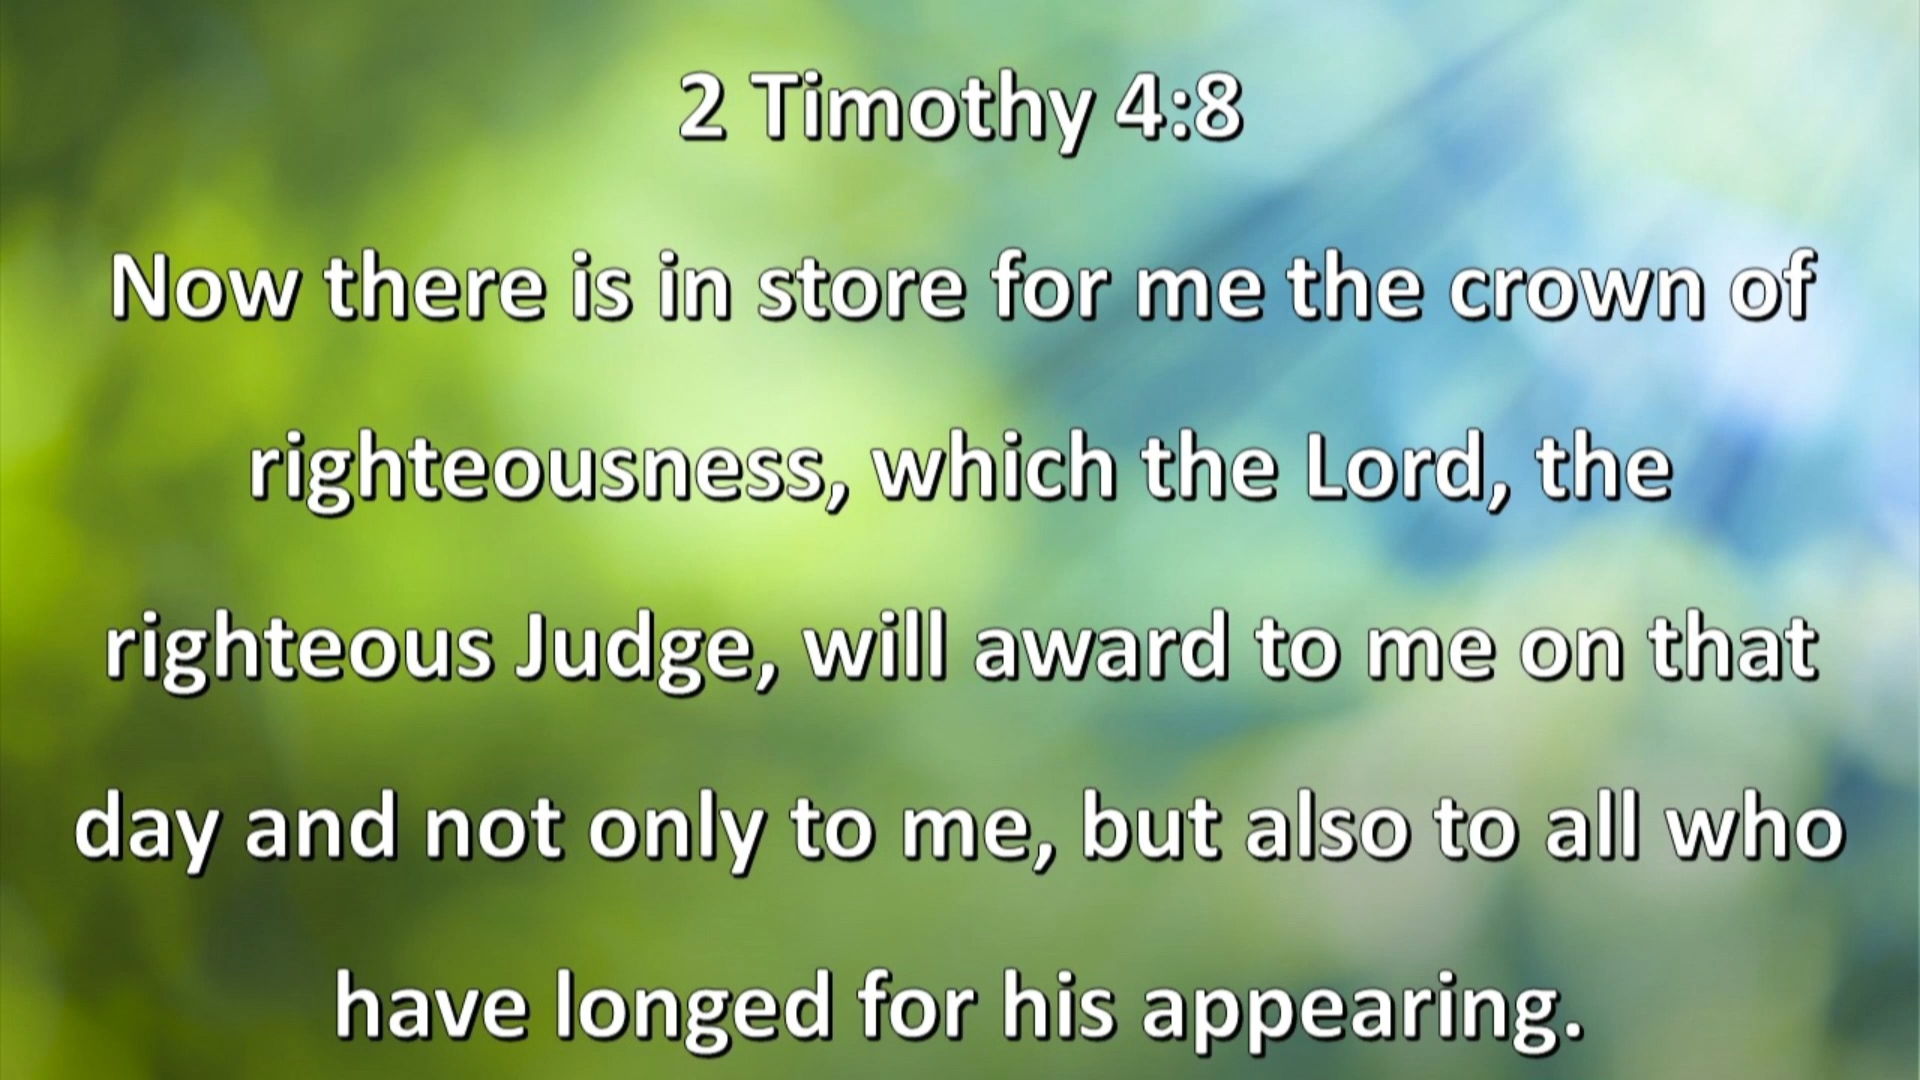 2 Timothy 4:8
Now there is in store for me the crown of
righteousness, which the Lord, the
righteous Judge, will award to me on that
day and not only to me, but also to all who
have longed for his appearing.